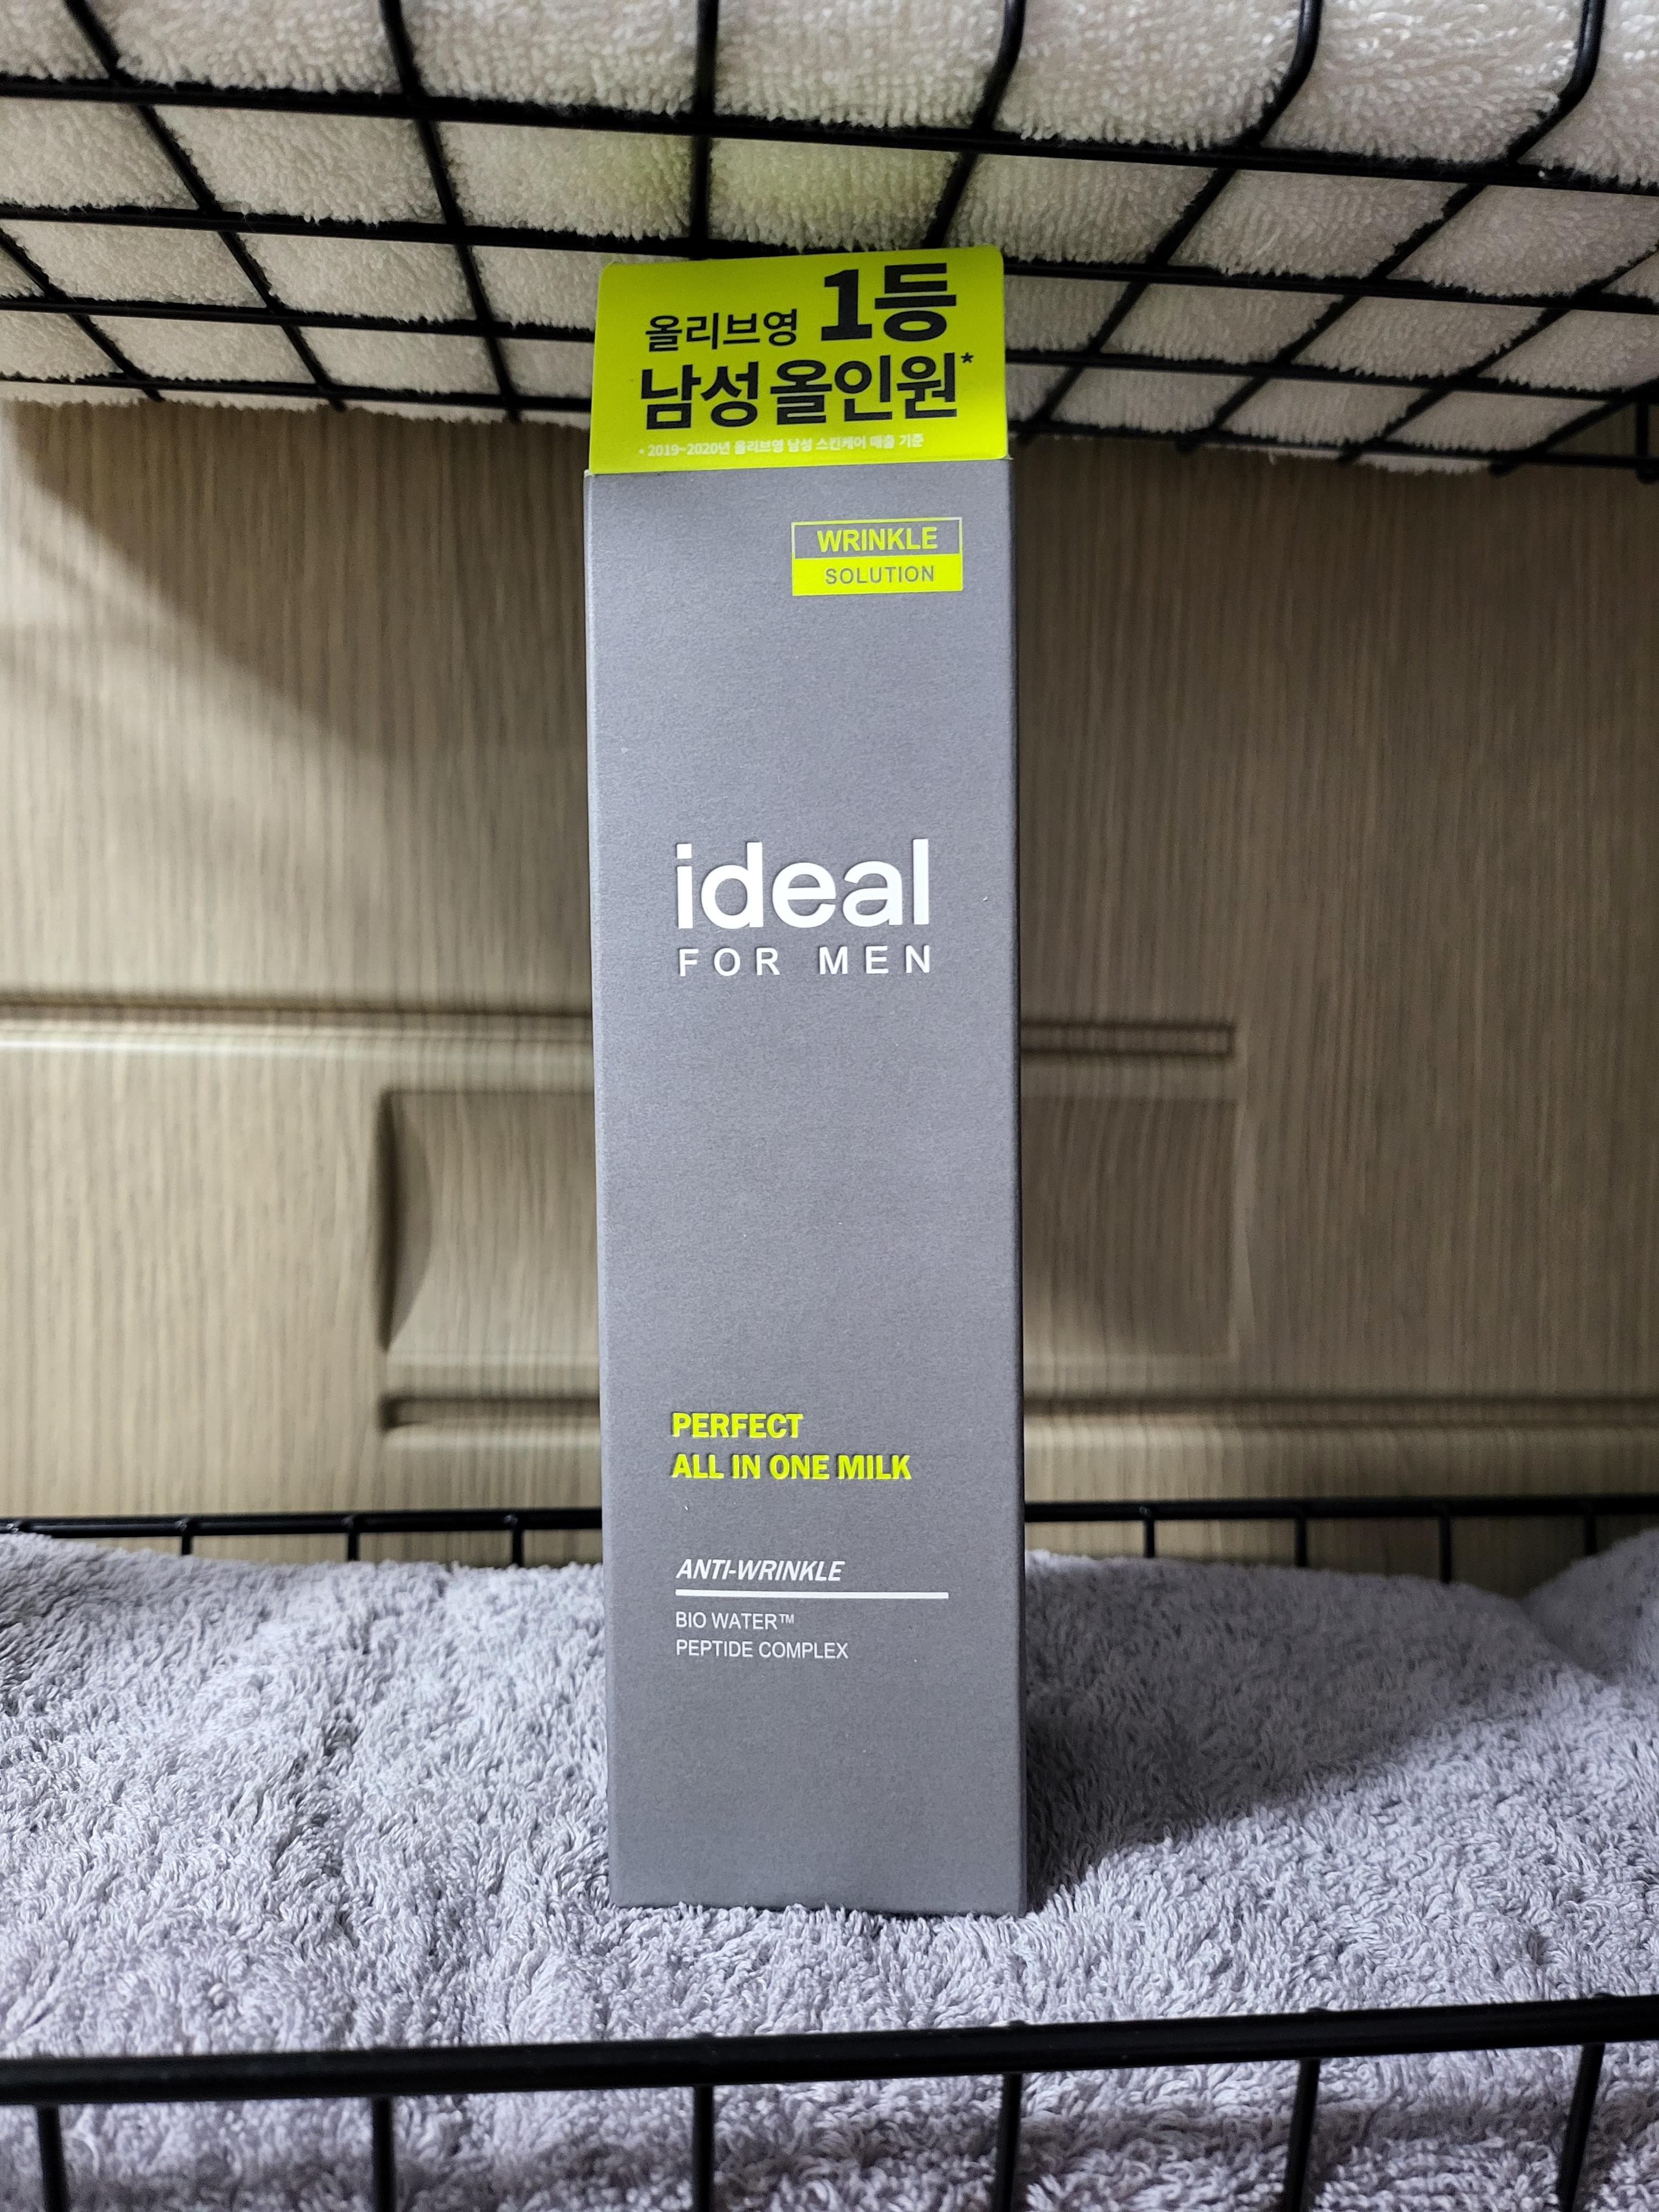 올리브영 1등
남성 올인원*
* 2019~2020년 올리브영 남성 스킨케어 매출 기준
WRINKLE
SOLUTION
ideal
FOR MEN
PERFECT
ALL IN ONE MILK
ANTI-WRINKLE
BIO WATER™
PEPTIDE COMPLEX